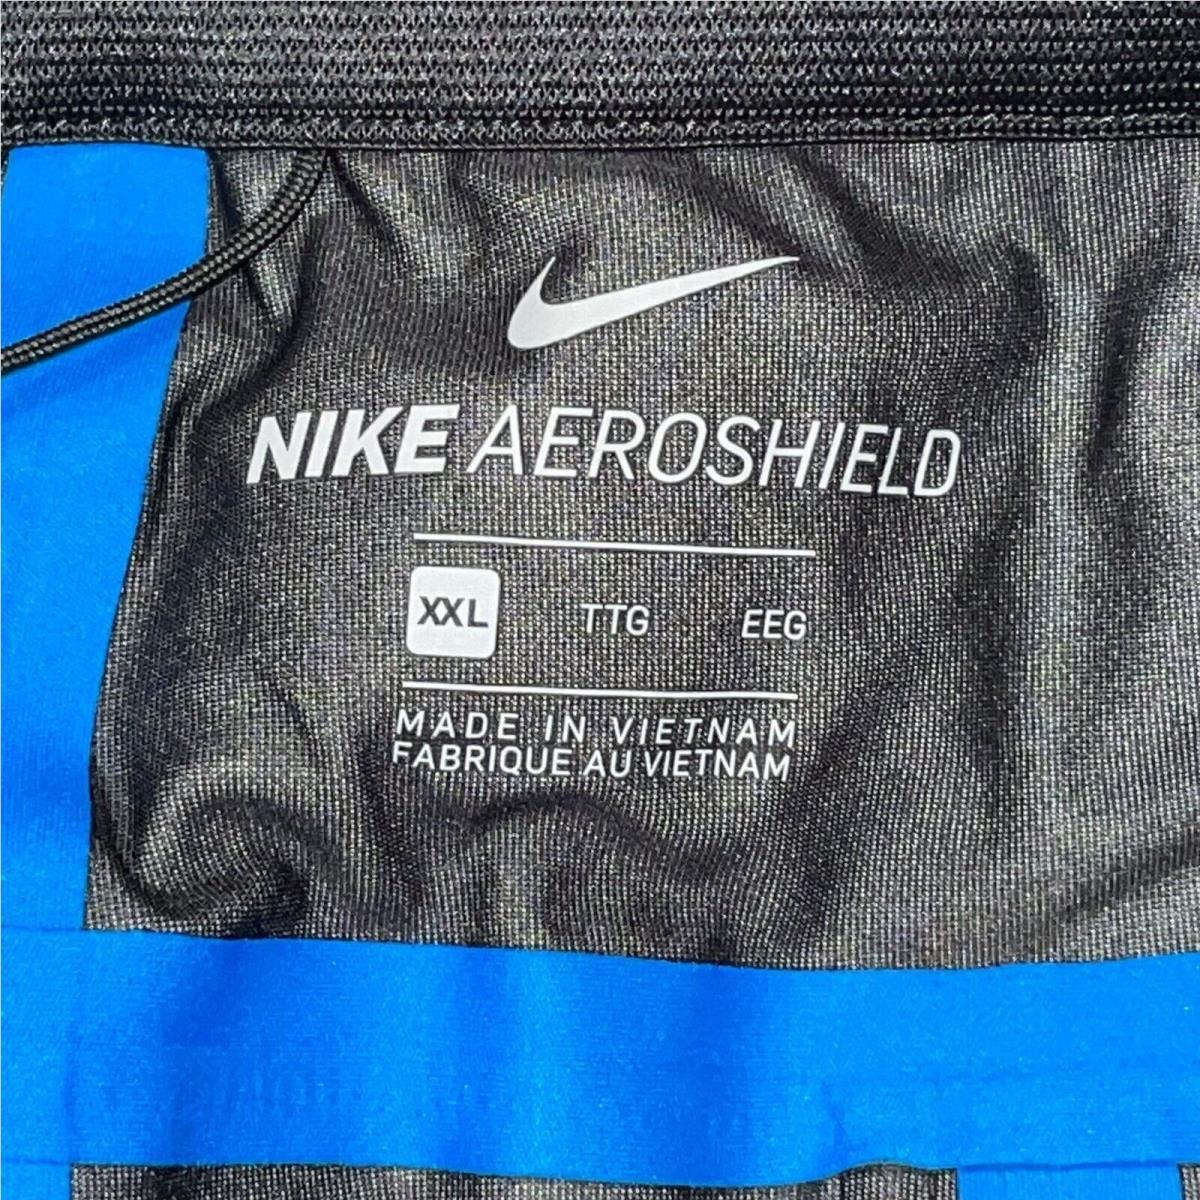 NIKE AEROSHIELD
XXL TTG EEG
MADE IN VIETNAM
FABRIQUE AU VIETNAM